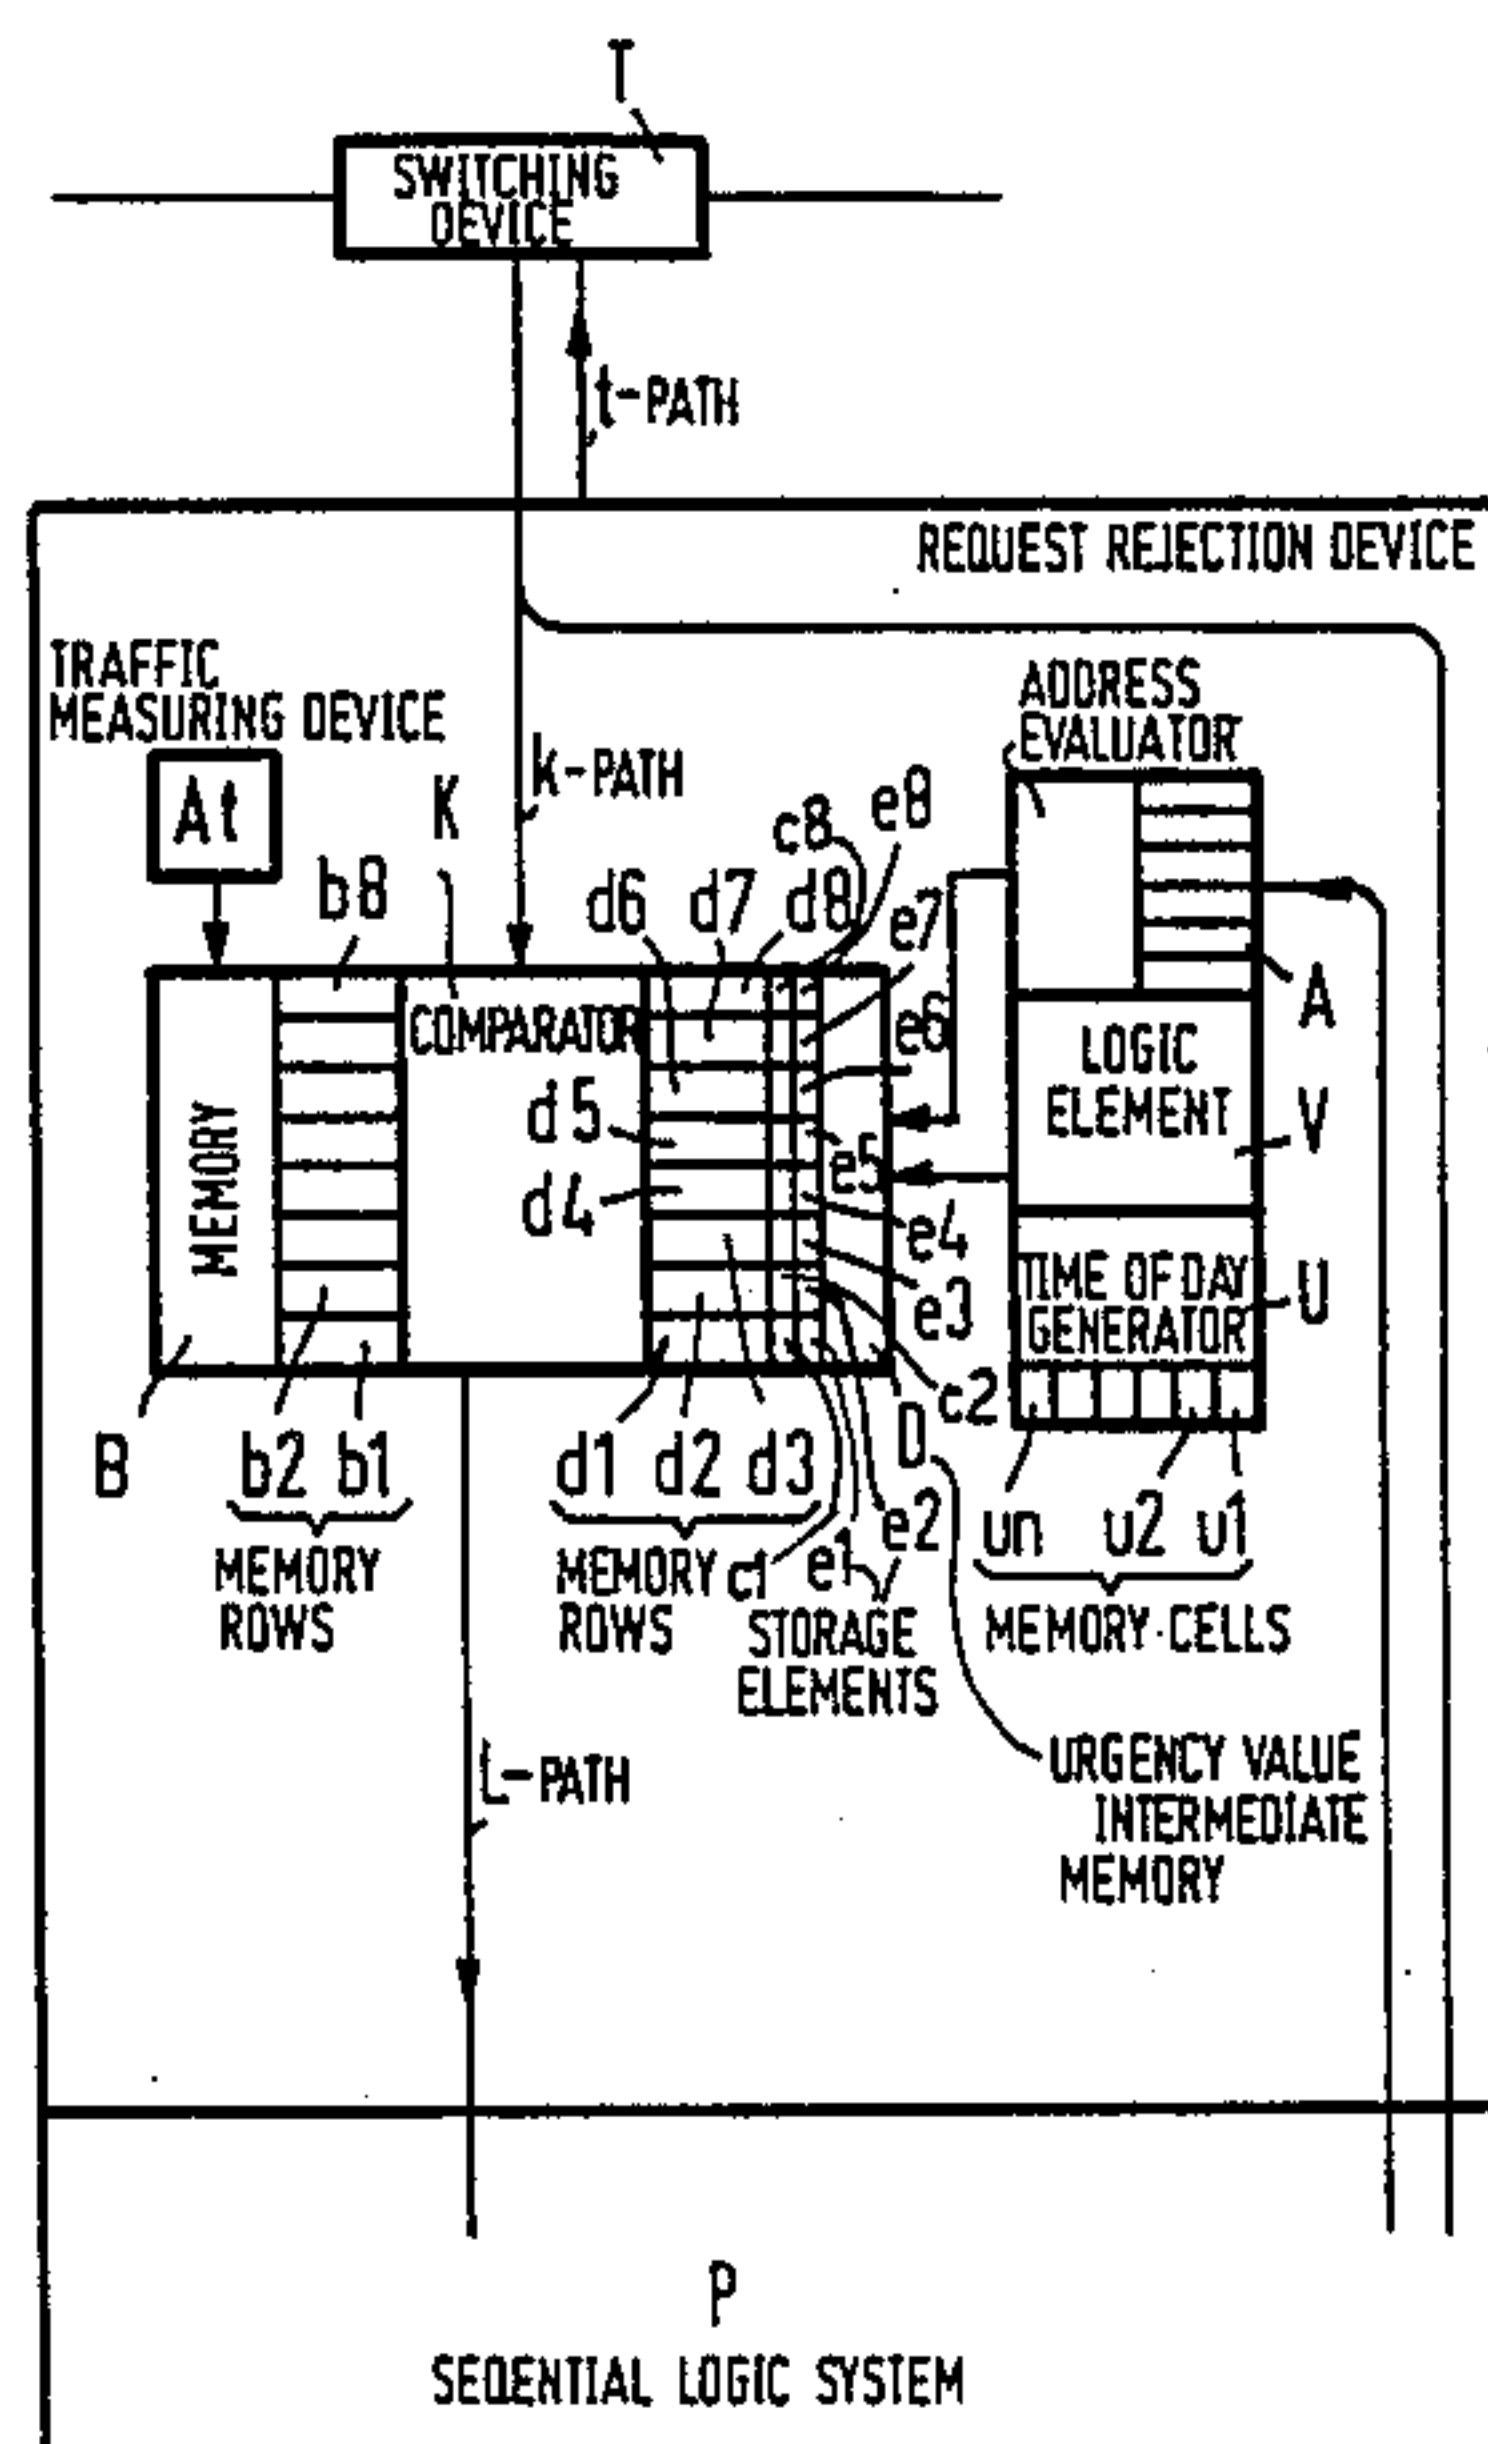 T
SWITCHING
DEVICE
t-PATH
REQUEST REJECTION DEVICE
TRAFFIC
MEASURING DEVICE
ADDRESS
EVALUATOR
At
K
k-PATH
b8
d6
d7
d8
c8
e8
e7
A
COMPARATOR
e6
LOGIC
ELEMENT
V
MEMORY
d5
e5
d4
e4
TIME OF DAY
GENERATOR
U
e3
c2
B
b2
b1
d1
d2
d3
D
e2
un
u2
u1
MEMORY
ROWS
MEMORY
ROWS
c1
e1
STORAGE
ELEMENTS
MEMORY CELLS
URGENCY VALUE
INTERMEDIATE
MEMORY
L-PATH
P
SEQENTIAL LOGIC SYSTEM